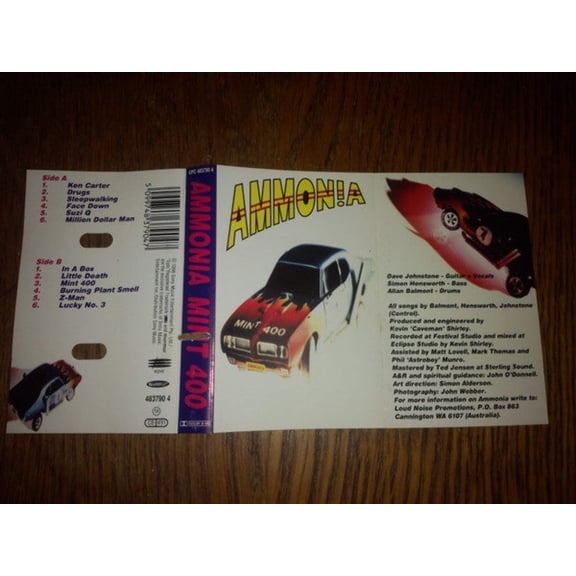 Side A
1. Ken Carter
2. Drugs
3. Sleepwalking
4. Face Down
5. Suzi Q
6. Million Dollar Man
Side B
1. In A Box
2. Little Death
3. Mint 400
4. Burning Plant Smell
5. Z-Man
6. Lucky No. 3
epic
483790 4
CPC 483790 4
AMMONIA MINT 400
AMMONIA
MINT 400
Dave Johnstone - Guitar + Vocals
Simon Hensworth - Bass
Allan Balmont - Drums
All songs by Balmont, Hensworth, Johnstone
(Control).
Produced and engineered by
Kevin 'Caveman' Shirley.
Recorded at Festival Studio and mixed at
Eclipse Studio by Kevin Shirley.
Assisted by Matt Lovell, Mark Thomas and
Phil 'Astroboy' Munro.
Mastered by Ted Jensen at Sterling Sound.
A&R and spiritual guidance: John O'Donnell.
Art direction: Simon Alderson.
Photography: John Webber.
For more information on Ammonia write to:
Loud Noise Promotions, P.O. Box 863
Cannington WA 6107 (Australia).